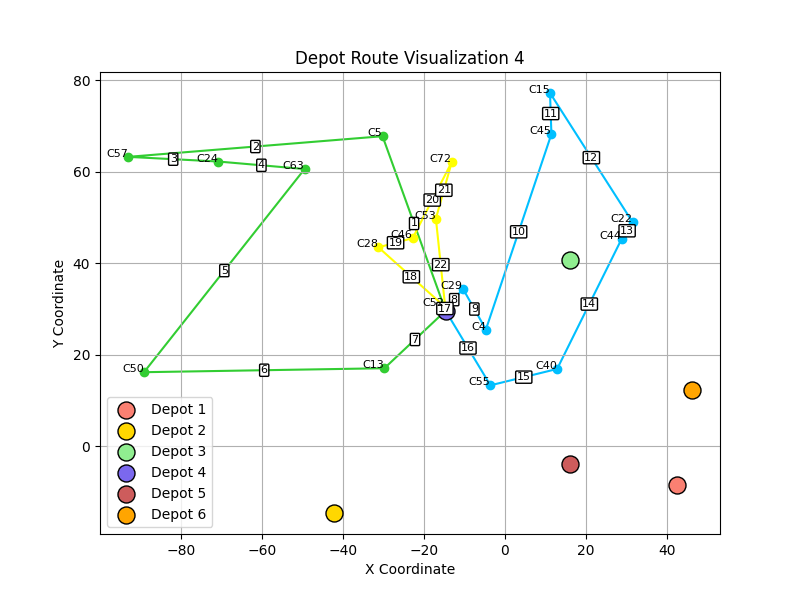 Depot Route Visualization 4
Y Coordinate
X Coordinate
80
60
40
20
0
−80
−60
−40
−20
0
20
40
C57
C24
C63
C5
C72
C53
C46
C28
C29
C4
C50
C13
C55
C40
C44
C22
C45
C15
1
2
3
4
5
6
7
8
9
10
11
12
13
14
15
16
17
18
19
20
21
22
Depot 1
Depot 2
Depot 3
Depot 4
Depot 5
Depot 6